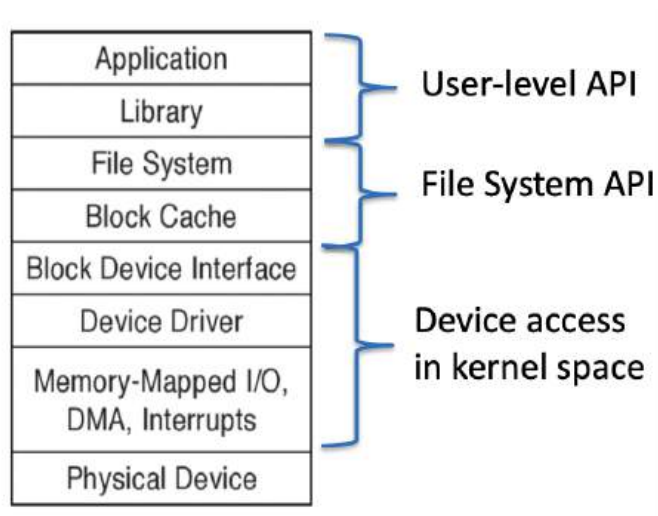 Application
Library
File System
Block Cache
Block Device Interface
Device Driver
Memory-Mapped I/O,
DMA, Interrupts
Physical Device
User-level API
File System API
Device access
in kernel space